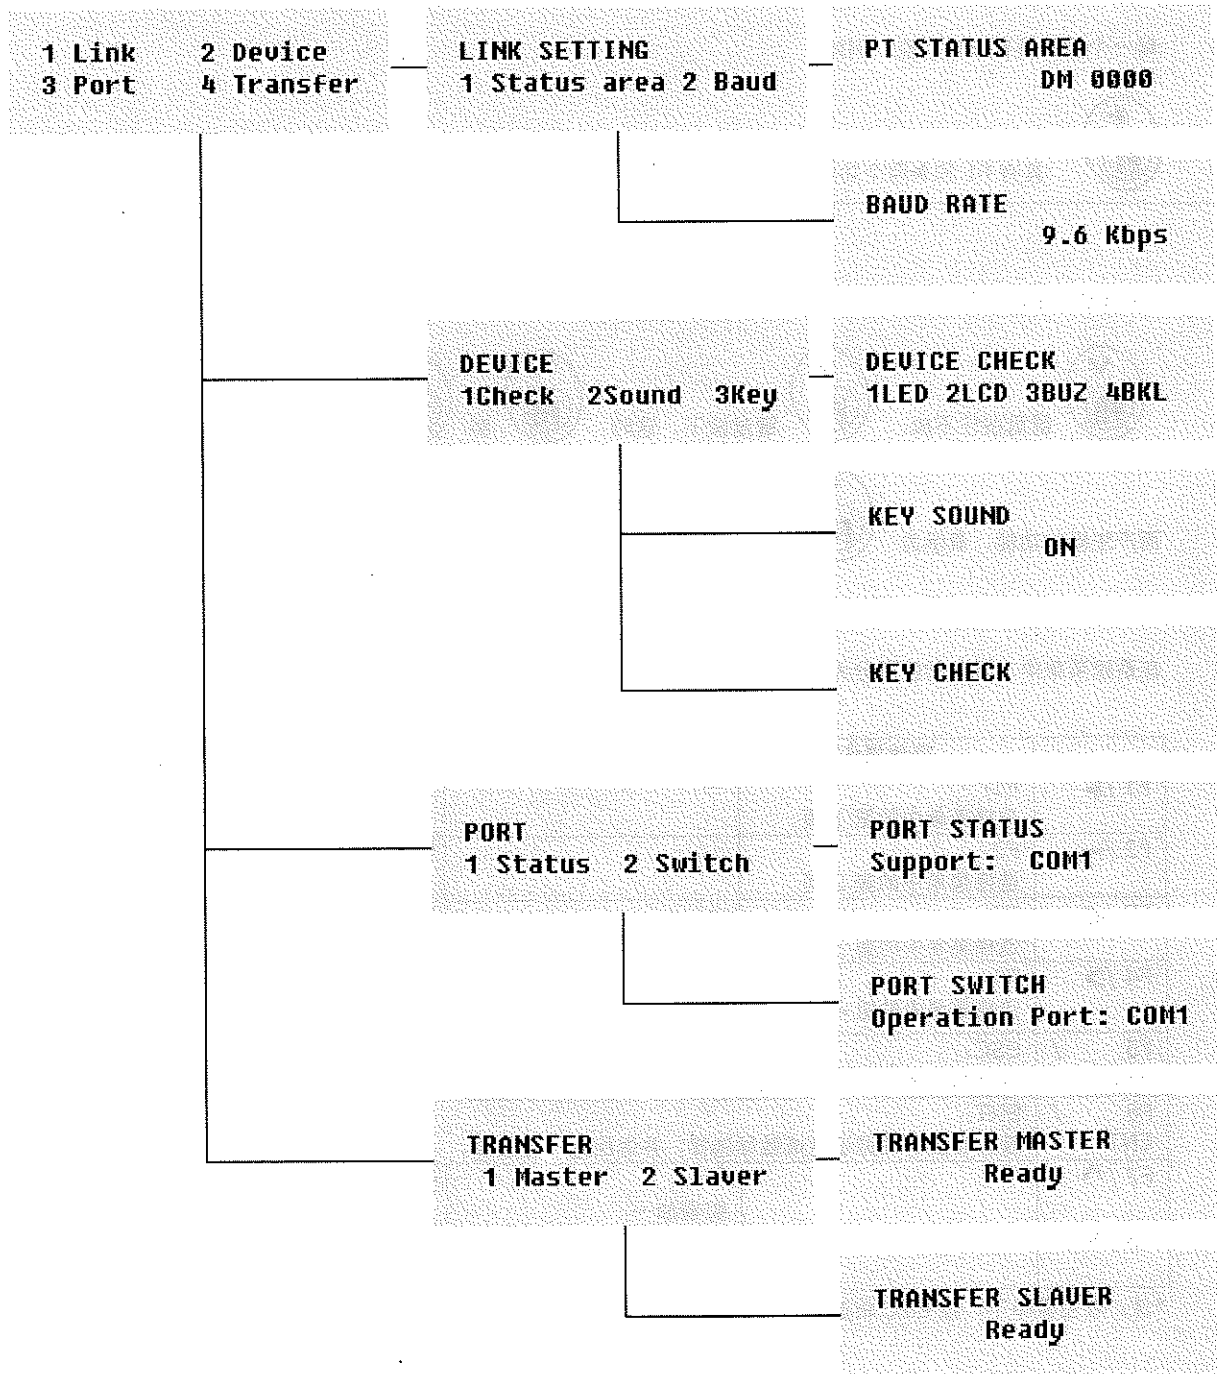 1 Link 2 Device
3 Port 4 Transfer
LINK SETTING
1 Status area 2 Baud
PT STATUS AREA
DM 0000
BAUD RATE
9.6 Kbps
DEVICE
1Check 2Sound 3Key
DEVICE CHECK
1LED 2LCD 3BUZ 4BKL
KEY SOUND
ON
KEY CHECK
PORT
1 Status 2 Switch
PORT STATUS
Support: COM1
PORT SWITCH
Operation Port: COM1
TRANSFER
1 Master 2 Slaver
TRANSFER MASTER
Ready
TRANSFER SLAVER
Ready